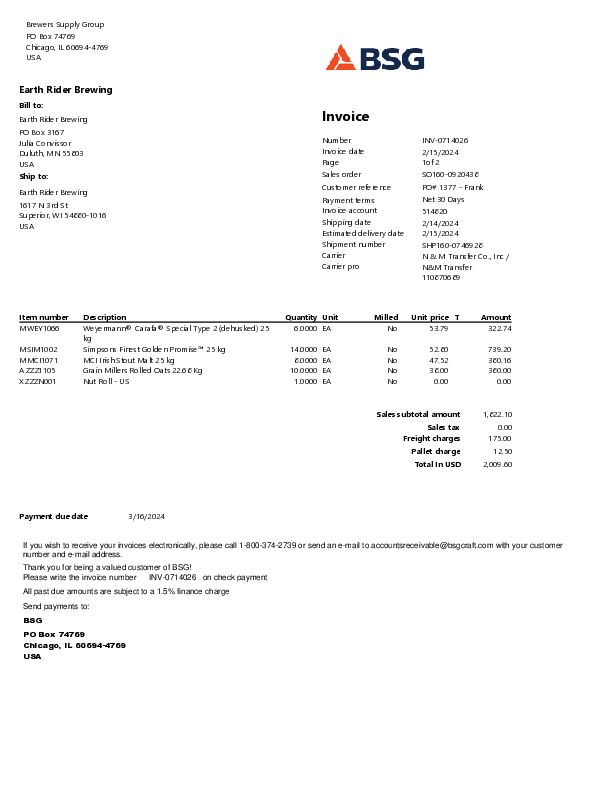 Brewers Supply Group
PO Box 74769
Chicago, IL 60694-4769
USA
BSG
Earth Rider Brewing
Bill to:
Earth Rider Brewing
PO Box 3167
Julia Convissor
Duluth, MN 55803
USA
Ship to:
Earth Rider Brewing
1617 N 3rd St
Superior, WI 54880-1016
USA
Invoice
Number INV-0714026
Invoice date 2/15/2024
Page 1 of 2
Sales order SO160-0920438
Customer reference PO# 1377 - Frank
Payment terms Net 30 Days
Invoice account 514820
Shipping date 2/14/2024
Estimated delivery date 2/15/2024
Shipment number SHP160-0746928
Carrier N & M Transfer Co., Inc /
Carrier pro N&M Transfer
110870689
Item number Description Quantity Unit Milled Unit price T Amount
MWEY1066 Weyermann® Carafa® Special Type 2 (dehusked) 25 6.0000 EA No 53.79 322.74
kg
MSIM1002 Simpsons Finest Golden Promise™ 25 kg 14.0000 EA No 52.80 739.20
MMCI1071 MCI Irish Stout Malt 25 kg 8.0000 EA No 47.52 380.16
AZZZ1105 Grain Millers Rolled Oats 22.68 Kg 10.0000 EA No 38.00 380.00
XZZZN001 Nut Roll - US 1.0000 EA No 0.00 0.00
Sales subtotal amount 1,822.10
Sales tax 0.00
Freight charges 175.00
Pallet charge 12.50
Total in USD 2,009.60
Payment due date 3/16/2024
If you wish to receive your invoices electronically, please call 1-800-374-2739 or send an e-mail to accountsreceivable@bsgcraft.com with your customer
number and e-mail address.
Thank you for being a valued customer of BSG!
Please write the invoice number INV-0714026 on check payment
All past due amounts are subject to a 1.5% finance charge
Send payments to:
BSG
PO Box 74769
Chicago, IL 60694-4769
USA